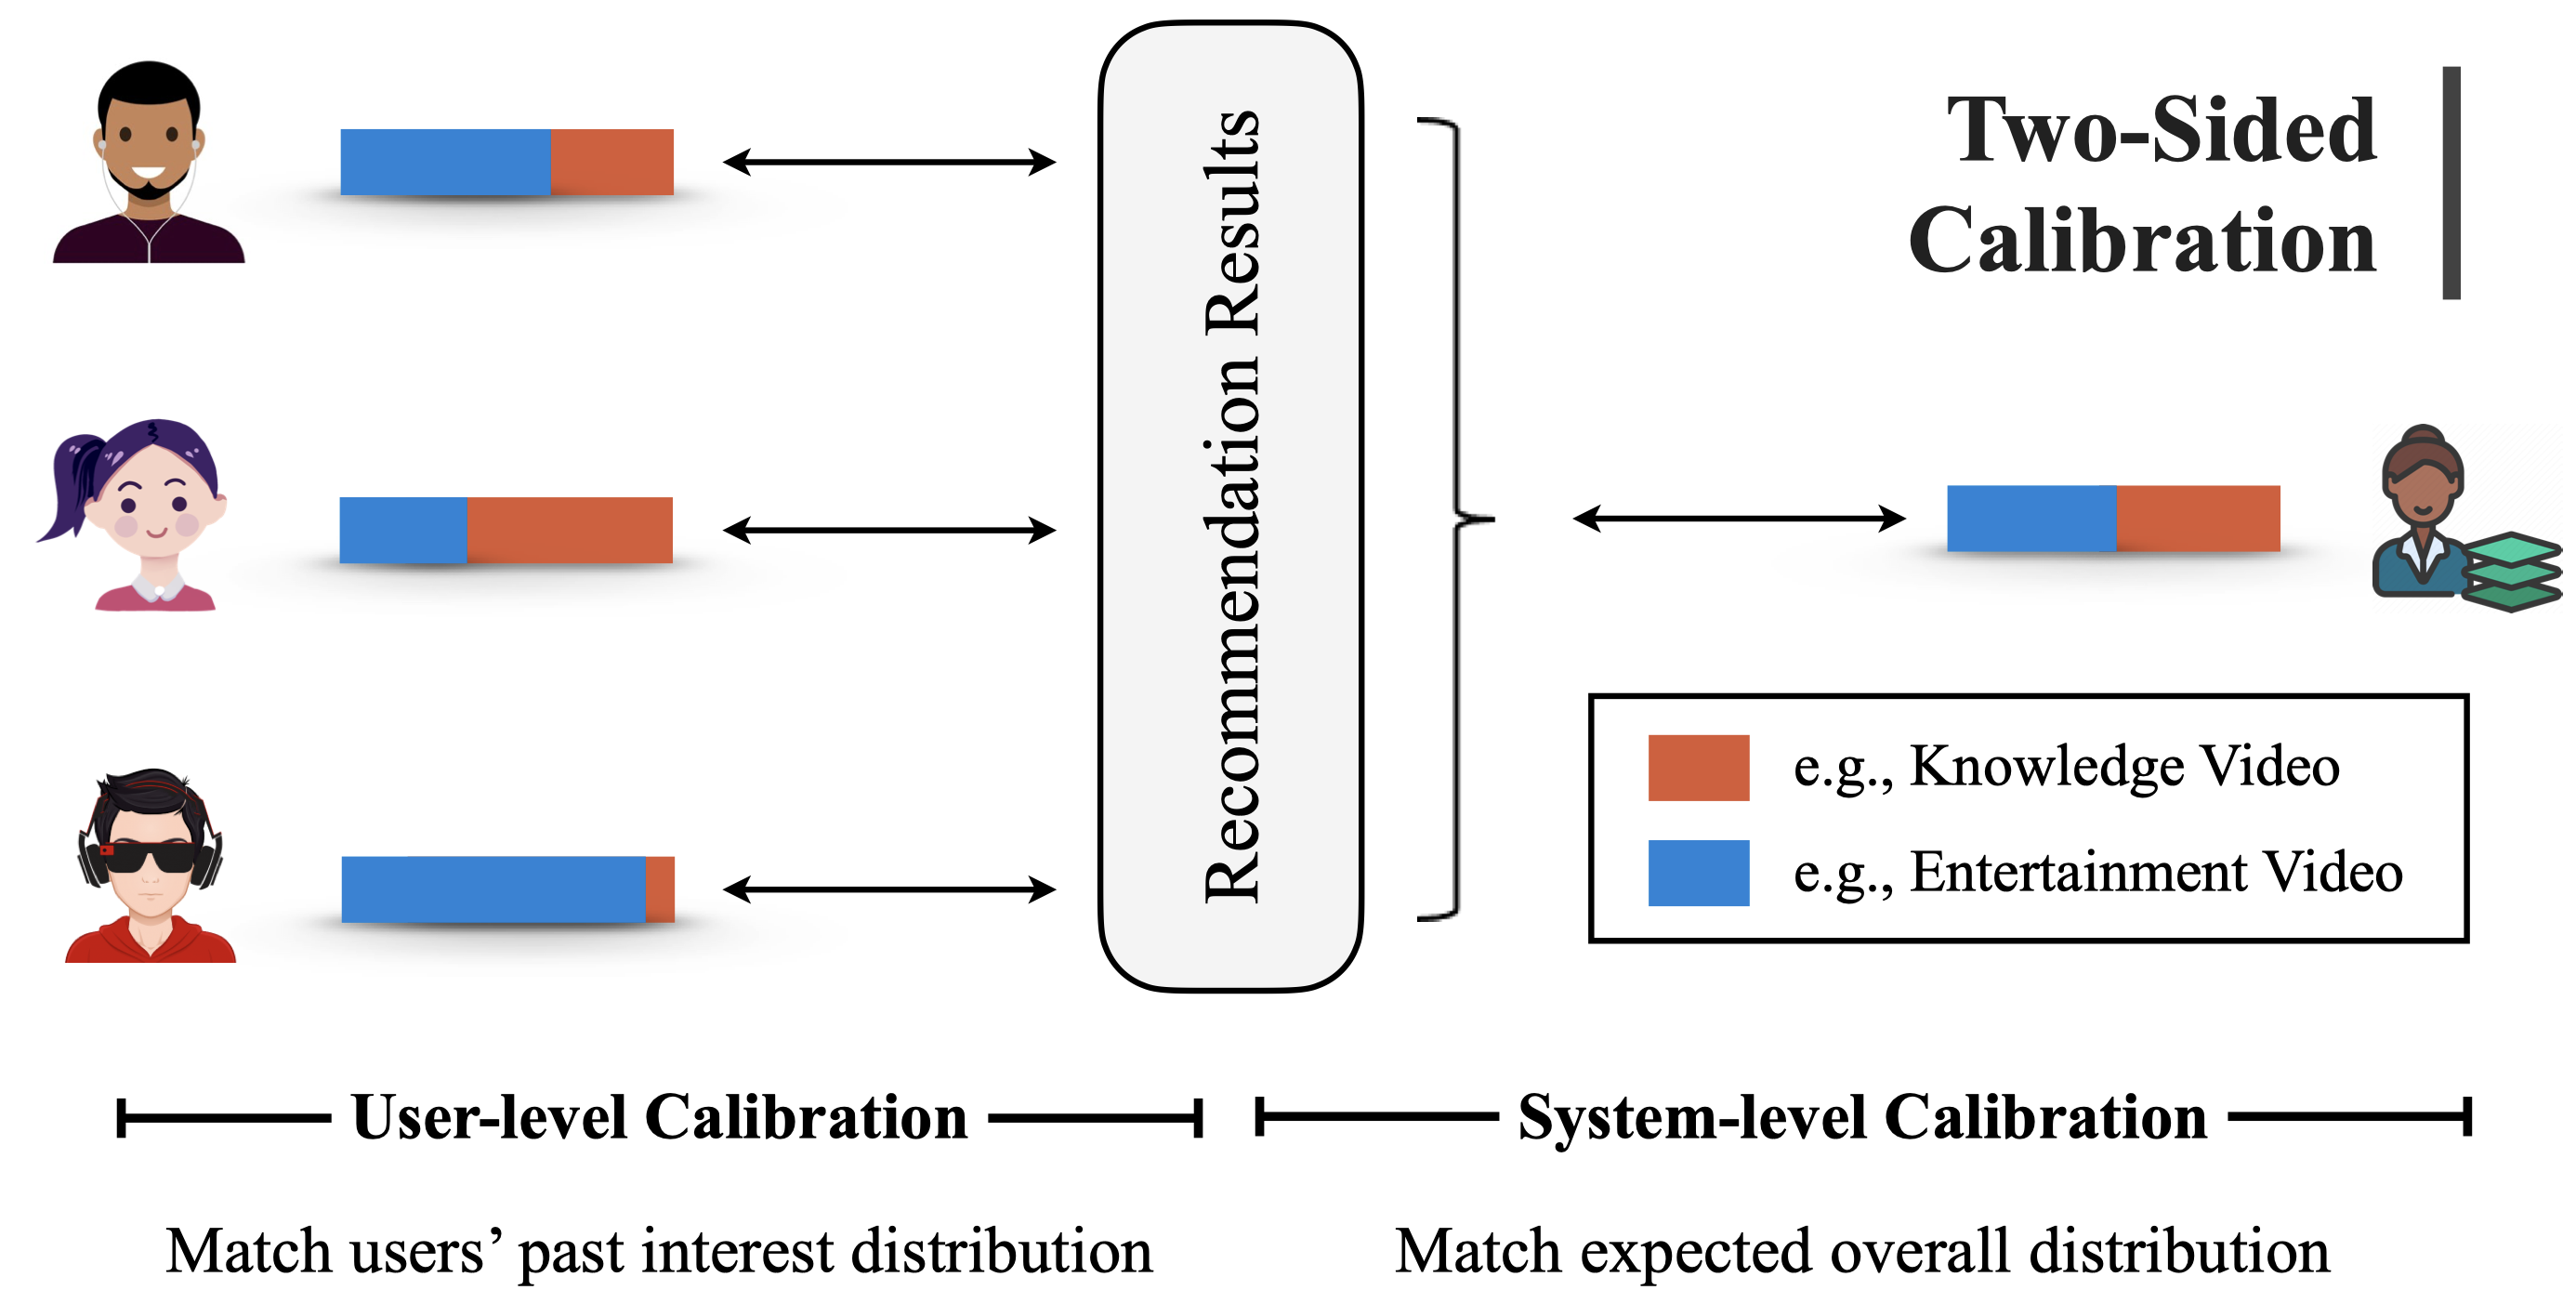 Two-Sided
Calibration
Recommendation Results
e.g., Knowledge Video
e.g., Entertainment Video
User-level Calibration
System-level Calibration
Match users’ past interest distribution
Match expected overall distribution